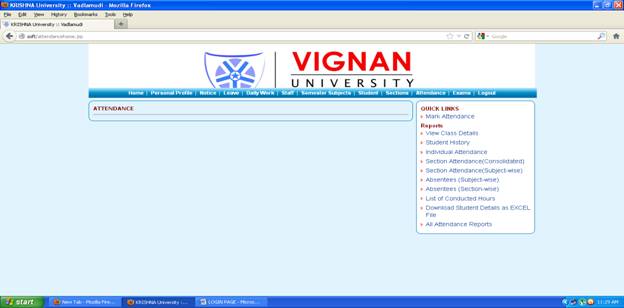 KRISHNA University :: Vadlamudi - Mozilla Firefox
File Edit View History Bookmarks Tools Help
KRISHNA University :: Vadlamudi
Google
VIGNAN
UNIVERSITY
Home | Personal Profile | Notice | Leave | Daily Work | Staff | Semester Subjects | Student | Sections | Attendance | Exams | Logout
ATTENDANCE
QUICK LINKS
Mark Attendance
Reports
View Class Details
Student History
Individual Attendance
Section Attendance(Consolidated)
Section Attendance(Subject-wise)
Absentees (Subject-wise)
Absentees (Section-wise)
List of Conducted Hours
Download Student Details as EXCEL
File
All Attendance Reports
start
New Tab - Mozilla Fire...
KRISHNA University :...
LOGIN PAGE - Micros...
11:29 AM